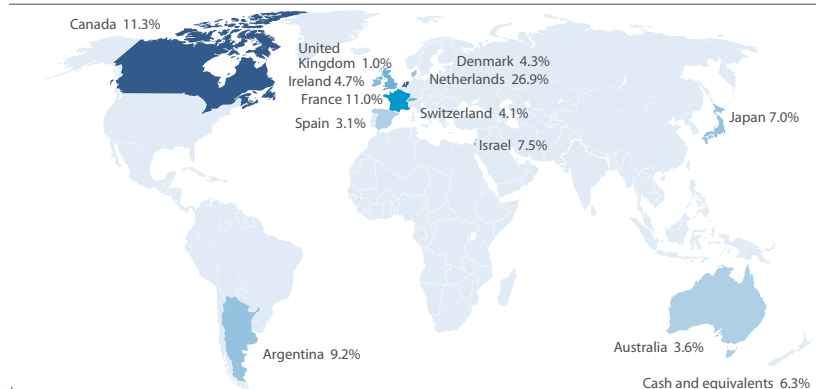 Canada 11.3%
United
Kingdom 1.0%
Denmark 4.3%
Ireland 4.7%
Netherlands 26.9%
France 11.0%
Switzerland 4.1%
Spain 3.1%
Japan 7.0%
Israel 7.5%
Argentina 9.2%
Australia 3.6%
Cash and equivalents 6.3%